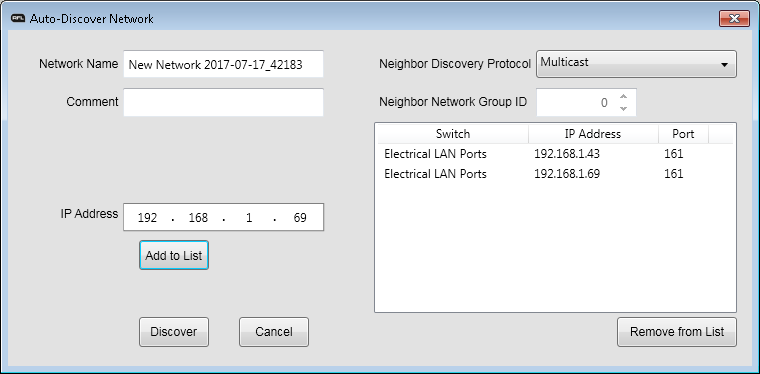 AFL Auto-Discover Network
Network Name New Network 2017-07-17_42183
Comment
IP Address 192 . 168 . 1 . 69
Add to List
Discover Cancel
Neighbor Discovery Protocol Multicast
Neighbor Network Group ID 0
Switch IP Address Port
Electrical LAN Ports 192.168.1.43 161
Electrical LAN Ports 192.168.1.69 161
Remove from List